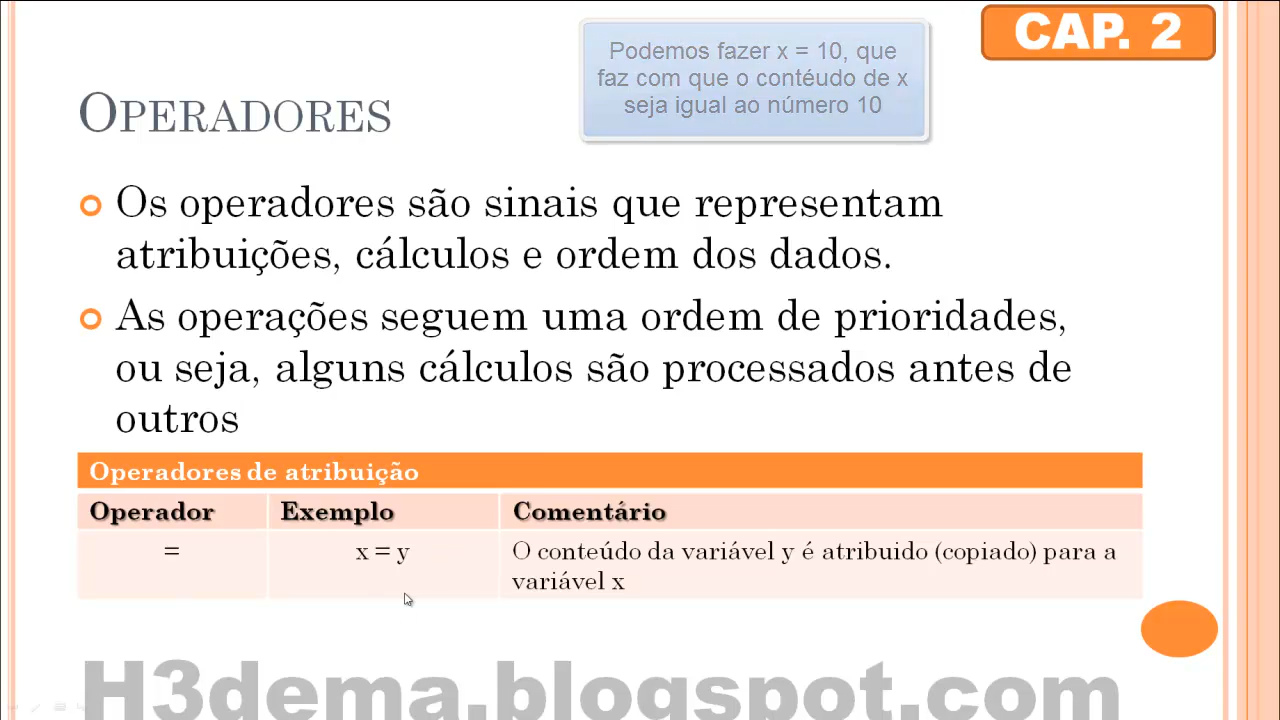 CAP. 2
Podemos fazer x = 10, que
faz com que o contéudo de x
seja igual ao número 10
OPERADORES
Os operadores são sinais que representam
atribuições, cálculos e ordem dos dados.
As operações seguem uma ordem de prioridades,
ou seja, alguns cálculos são processados antes de
outros
Operadores de atribuição
Operador Exemplo Comentário
= x = y O conteúdo da variável y é atribuido (copiado) para a
variável x
H3dema.blogspot.com